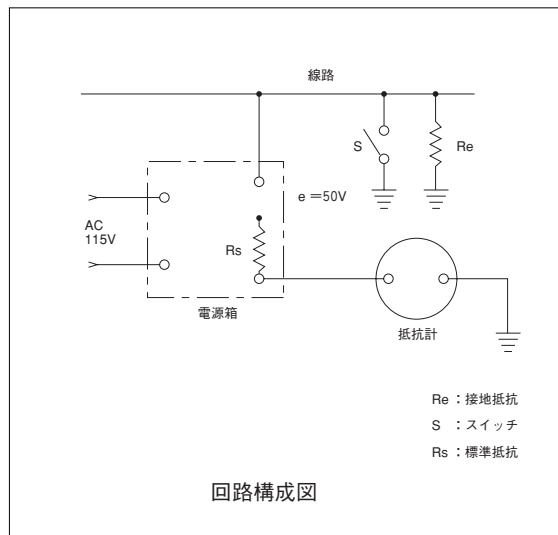 線路
S
Re
e =50V
AC
115V
Rs
電源箱
抵抗計
Re：接地抵抗
S：スイッチ
Rs：標準抵抗
回路構成図